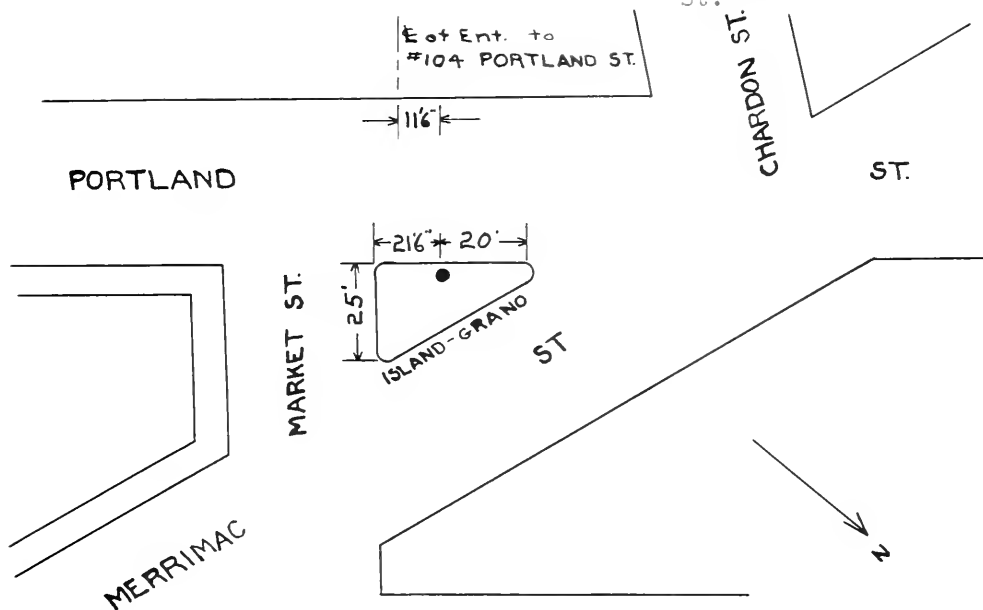 St.
℄ of Ent. to
#104 PORTLAND ST.
CHARDON ST.
11'6"
PORTLAND
ST.
21'6"
20'
25'
MARKET ST.
ISLAND-GRANO
ST
MERRIMAC
N